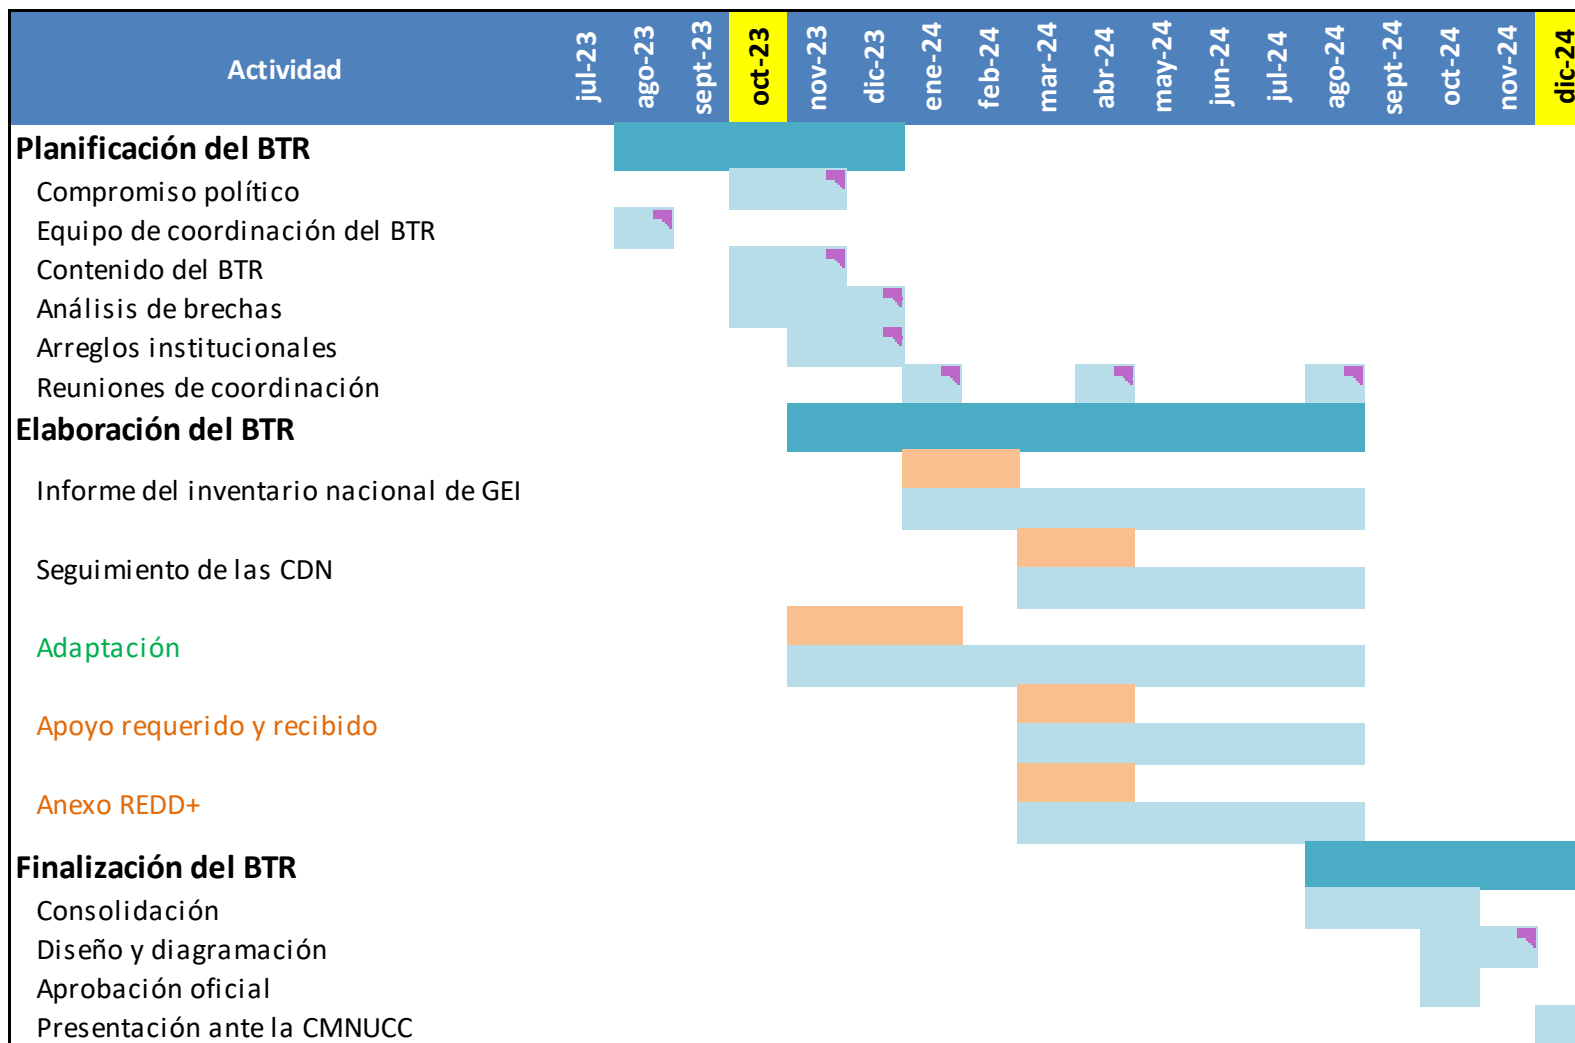 Actividad
jul-23
ago-23
sept-23
oct-23
nov-23
dic-23
ene-24
feb-24
mar-24
abr-24
may-24
jun-24
jul-24
ago-24
sept-24
oct-24
nov-24
dic-24
Planificación del BTR
Compromiso político
Equipo de coordinación del BTR
Contenido del BTR
Análisis de brechas
Arreglos institucionales
Reuniones de coordinación
Elaboración del BTR
Informe del inventario nacional de GEI
Seguimiento de las CDN
Adaptación
Apoyo requerido y recibido
Anexo REDD+
Finalización del BTR
Consolidación
Diseño y diagramación
Aprobación oficial
Presentación ante la CMNUCC